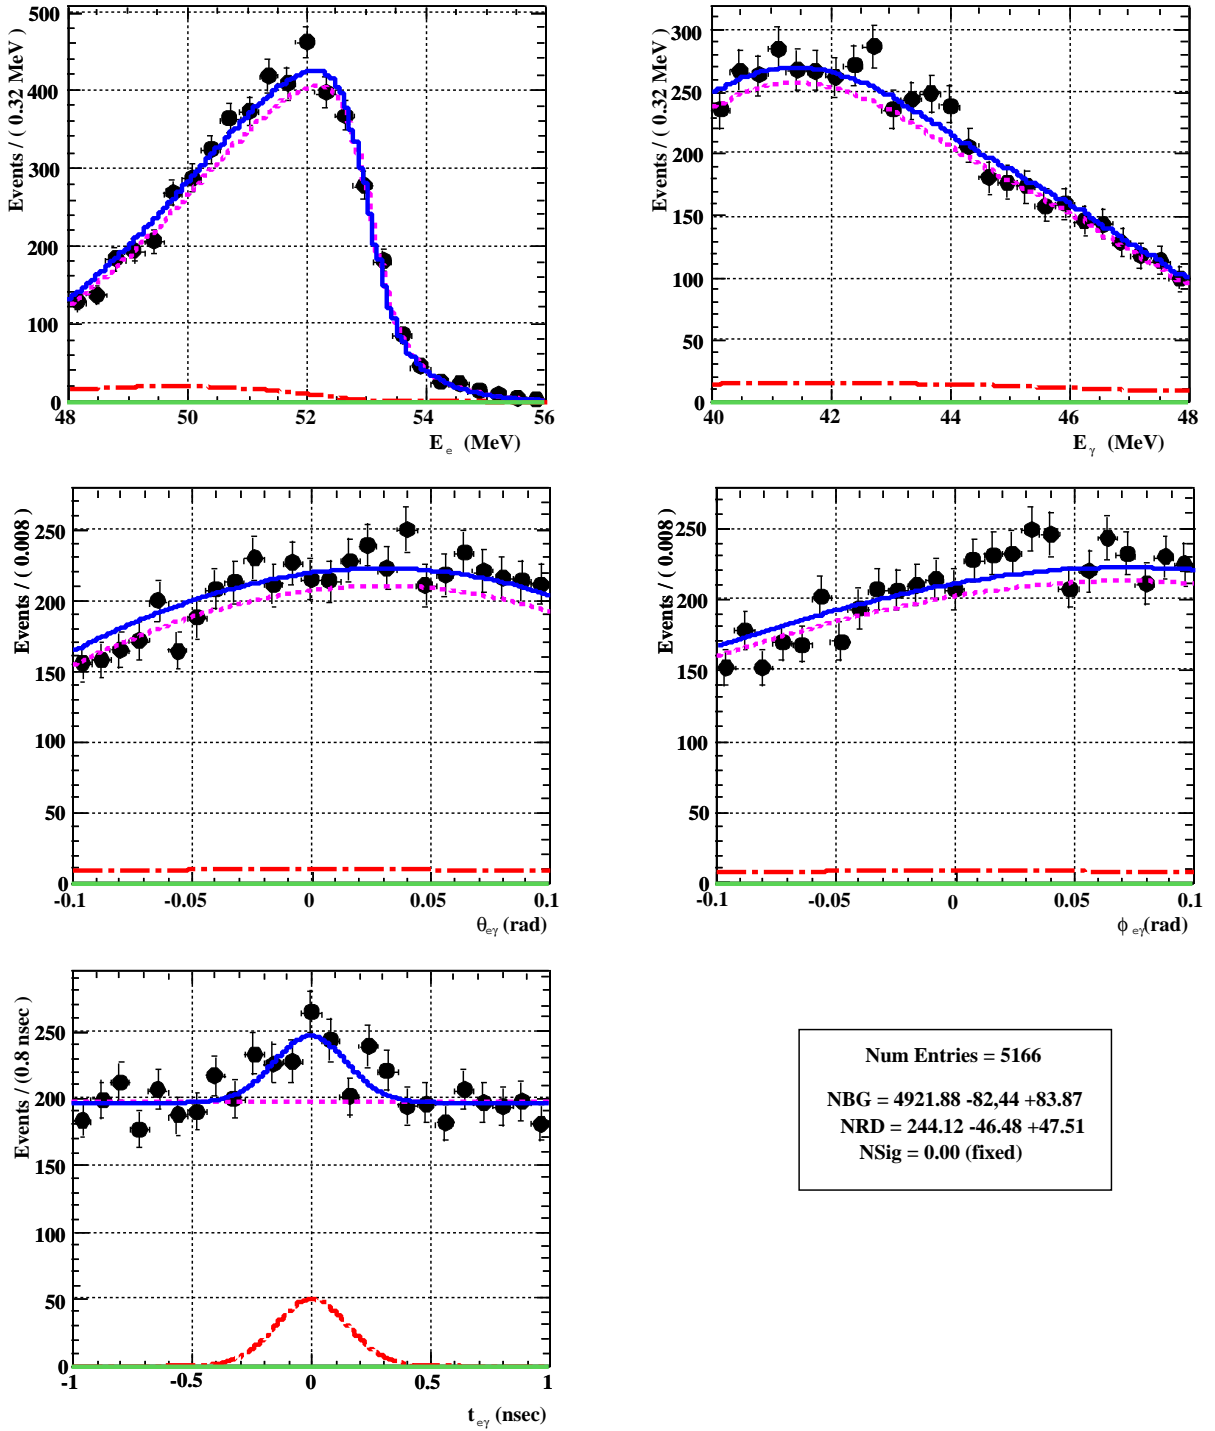 Events / ( 0.32 MeV )
500
400
300
200
100
0
48 50 52 54 56
E e (MeV)
Events / ( 0.32 MeV )
300
250
200
150
100
50
0
40 42 44 46 48
E γ (MeV)
Events / ( 0.008 )
250
200
150
100
50
0
-0.1 -0.05 0 0.05 0.1
θeγ (rad)
Events / ( 0.008 )
250
200
150
100
50
0
-0.1 -0.05 0 0.05 0.1
ϕ eγ(rad)
Events / (0.8 nsec )
250
200
150
100
50
0
-1 -0.5 0 0.5 1
t eγ (nsec)
Num Entries = 5166
NBG = 4921.88 -82,44 +83.87
NRD = 244.12 -46.48 +47.51
NSig = 0.00 (fixed)